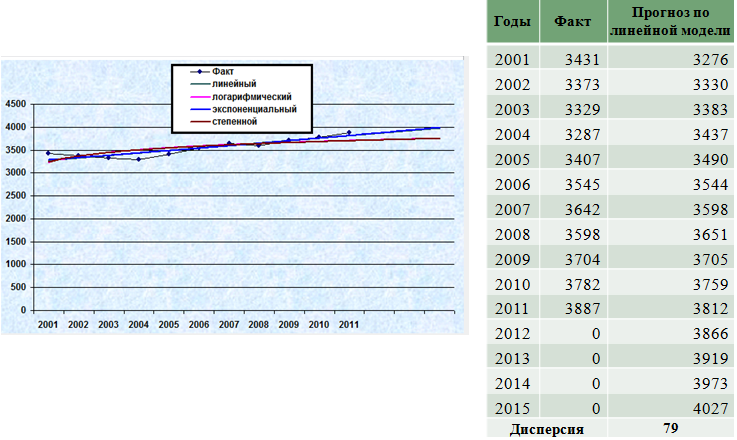 Факт
линейный
логарифмический
экспоненциальный
степенной
4500
4000
3500
3000
2500
2000
1500
1000
500
0
2001 2002 2003 2004 2005 2006 2007 2008 2009 2010 2011
Годы Факт Прогноз по линейной модели
2001 3431 3276
2002 3373 3330
2003 3329 3383
2004 3287 3437
2005 3407 3490
2006 3545 3544
2007 3642 3598
2008 3598 3651
2009 3704 3705
2010 3782 3759
2011 3887 3812
2012 0 3866
2013 0 3919
2014 0 3973
2015 0 4027
Дисперсия 79